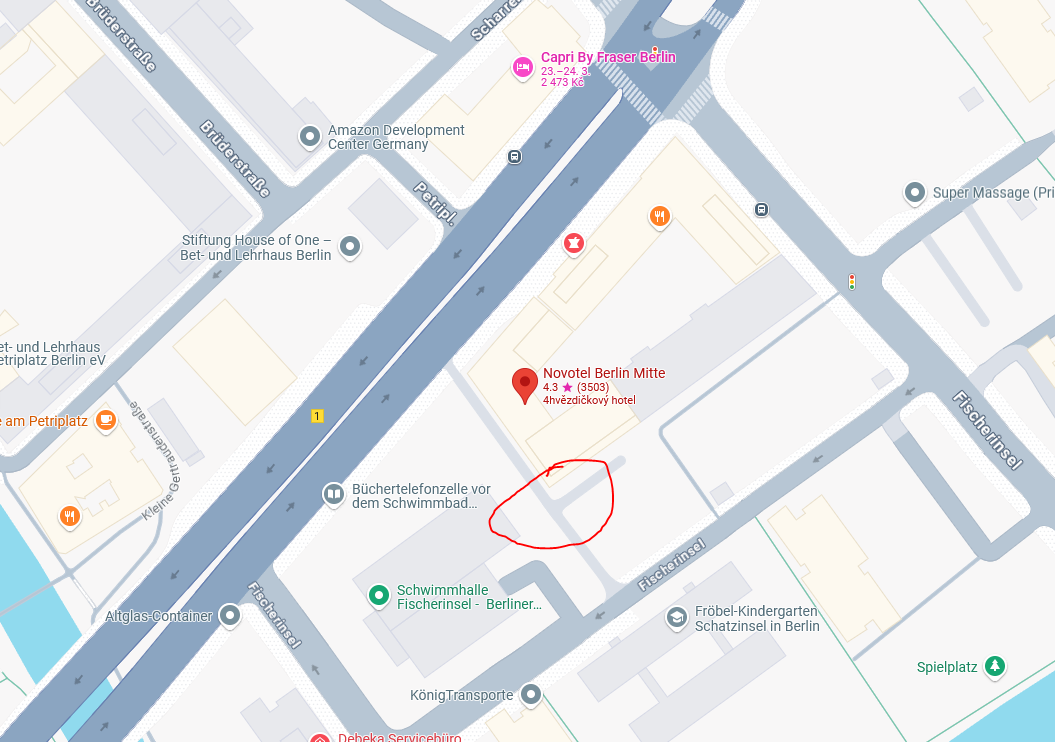 Brüderstraße
Scharre
Capri By Fraser Berlin
23.–24. 3.
2 473 Kč
Amazon Development
Center Germany
Brüderstraße
Petripl.
Super Massage (Pri
Stiftung House of One –
Bet- und Lehrhaus Berlin
et- und Lehrhaus
etriplatz Berlin eV
Novotel Berlin Mitte
4.3 ★ (3503)
4hvězdičkový hotel
1
e am Petriplatz
Kleine Gertraudenstraße
Fischerinsel
Büchertelefonzelle vor
dem Schwimmbad...
Fischerinsel
Schwimmhalle
Fischerinsel - Berliner...
Fischerinsel
Altglas-Container
Fröbel-Kindergarten
Schatzinsel in Berlin
Spielplatz
KönigTransporte
Debeka Servicebüro